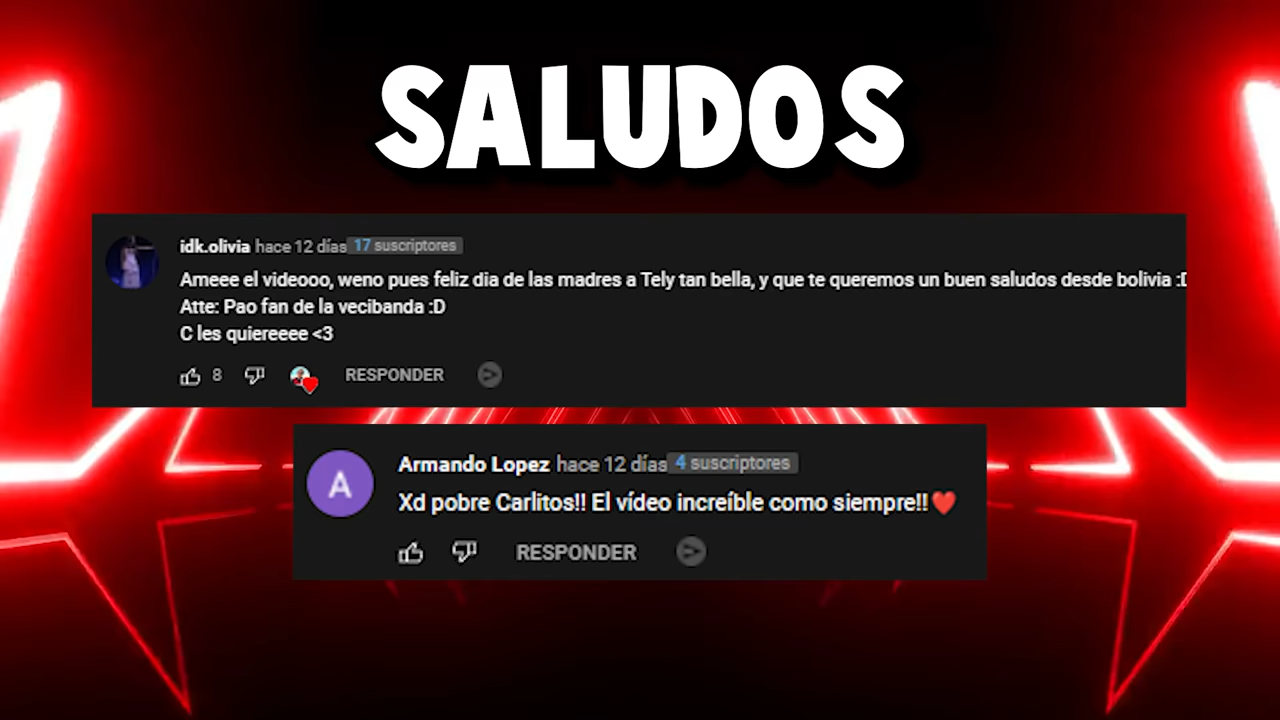 SALUDOS
idk.olivia hace 12 días 17 suscriptores
Ameee el videooo, weno pues feliz dia de las madres a Tely tan bella, y que te queremos un buen saludos desde bolivia :D
Atte: Pao fan de la vecibanda :D
C les quiereeee <3
8 RESPONDER
A
Armando Lopez hace 12 días 4 suscriptores
Xd pobre Carlitos!! El vídeo increíble como siempre!!❤️
RESPONDER